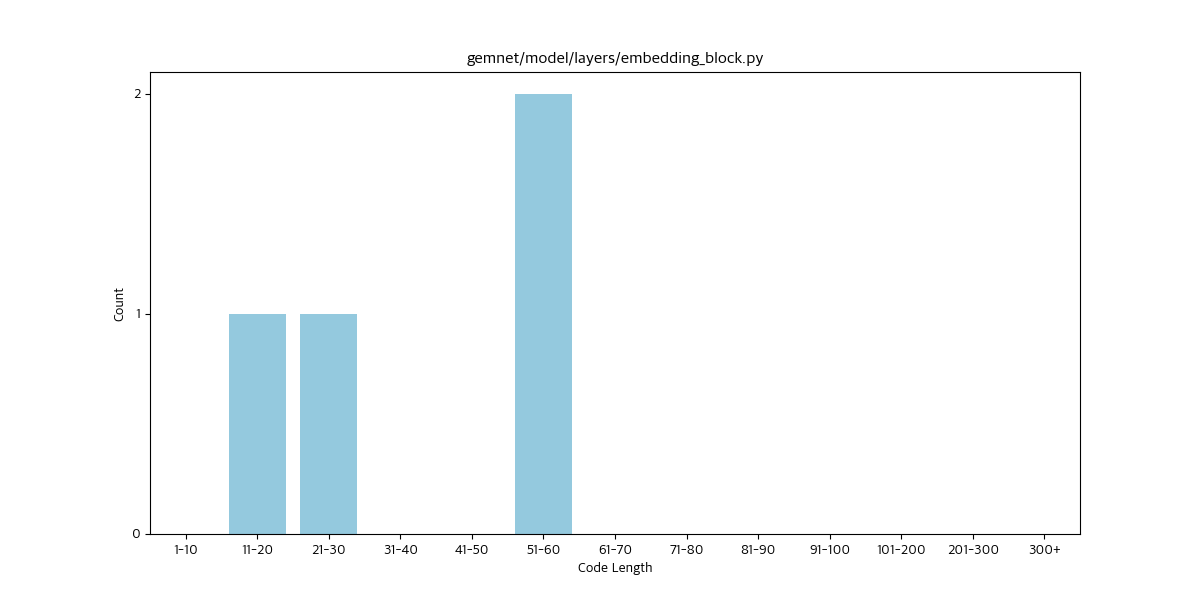 gemnet/model/layers/embedding_block.py
2
1
0
Count
1-10 11-20 21-30 31-40 41-50 51-60 61-70 71-80 81-90 91-100 101-200 201-300 300+
Code Length